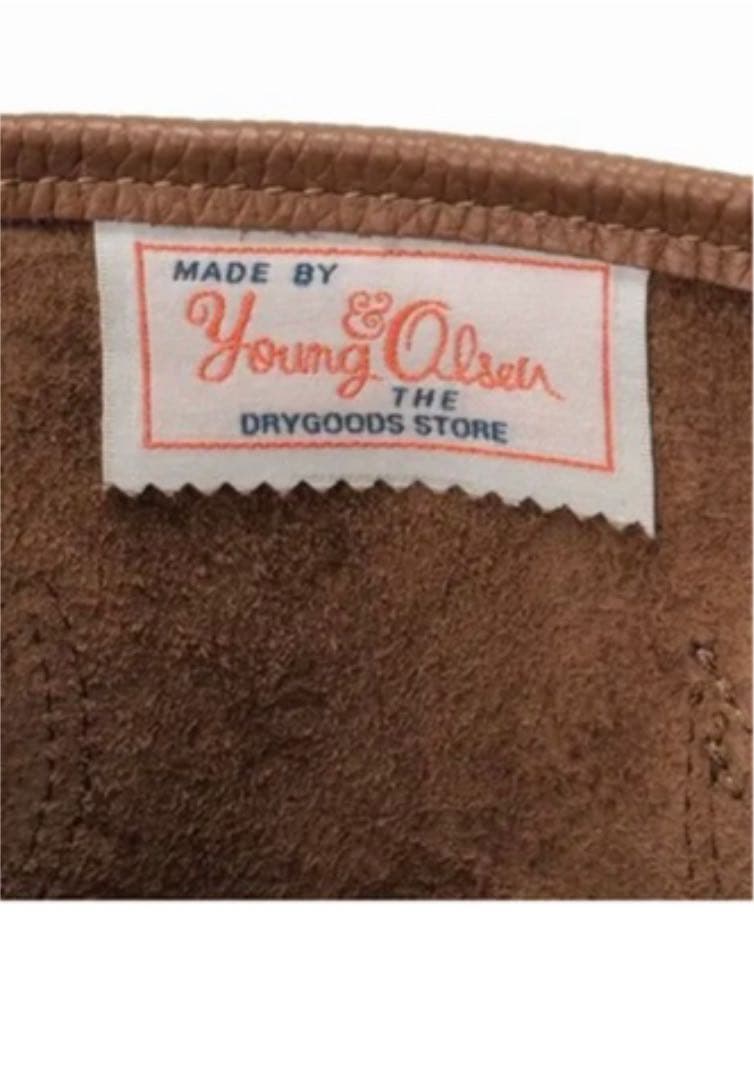 MADE BY
Young & Olsen
THE
DRYGOODS STORE